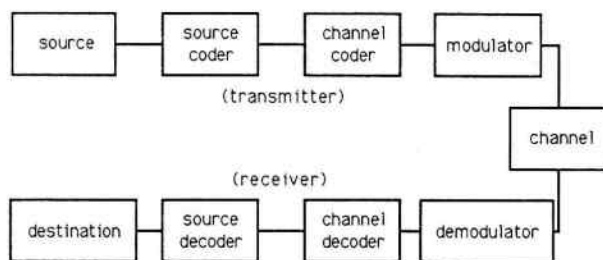 source
source
coder
channel
coder
modulator
(transmitter)
channel
(receiver)
destination
source
decoder
channel
decoder
demodulator